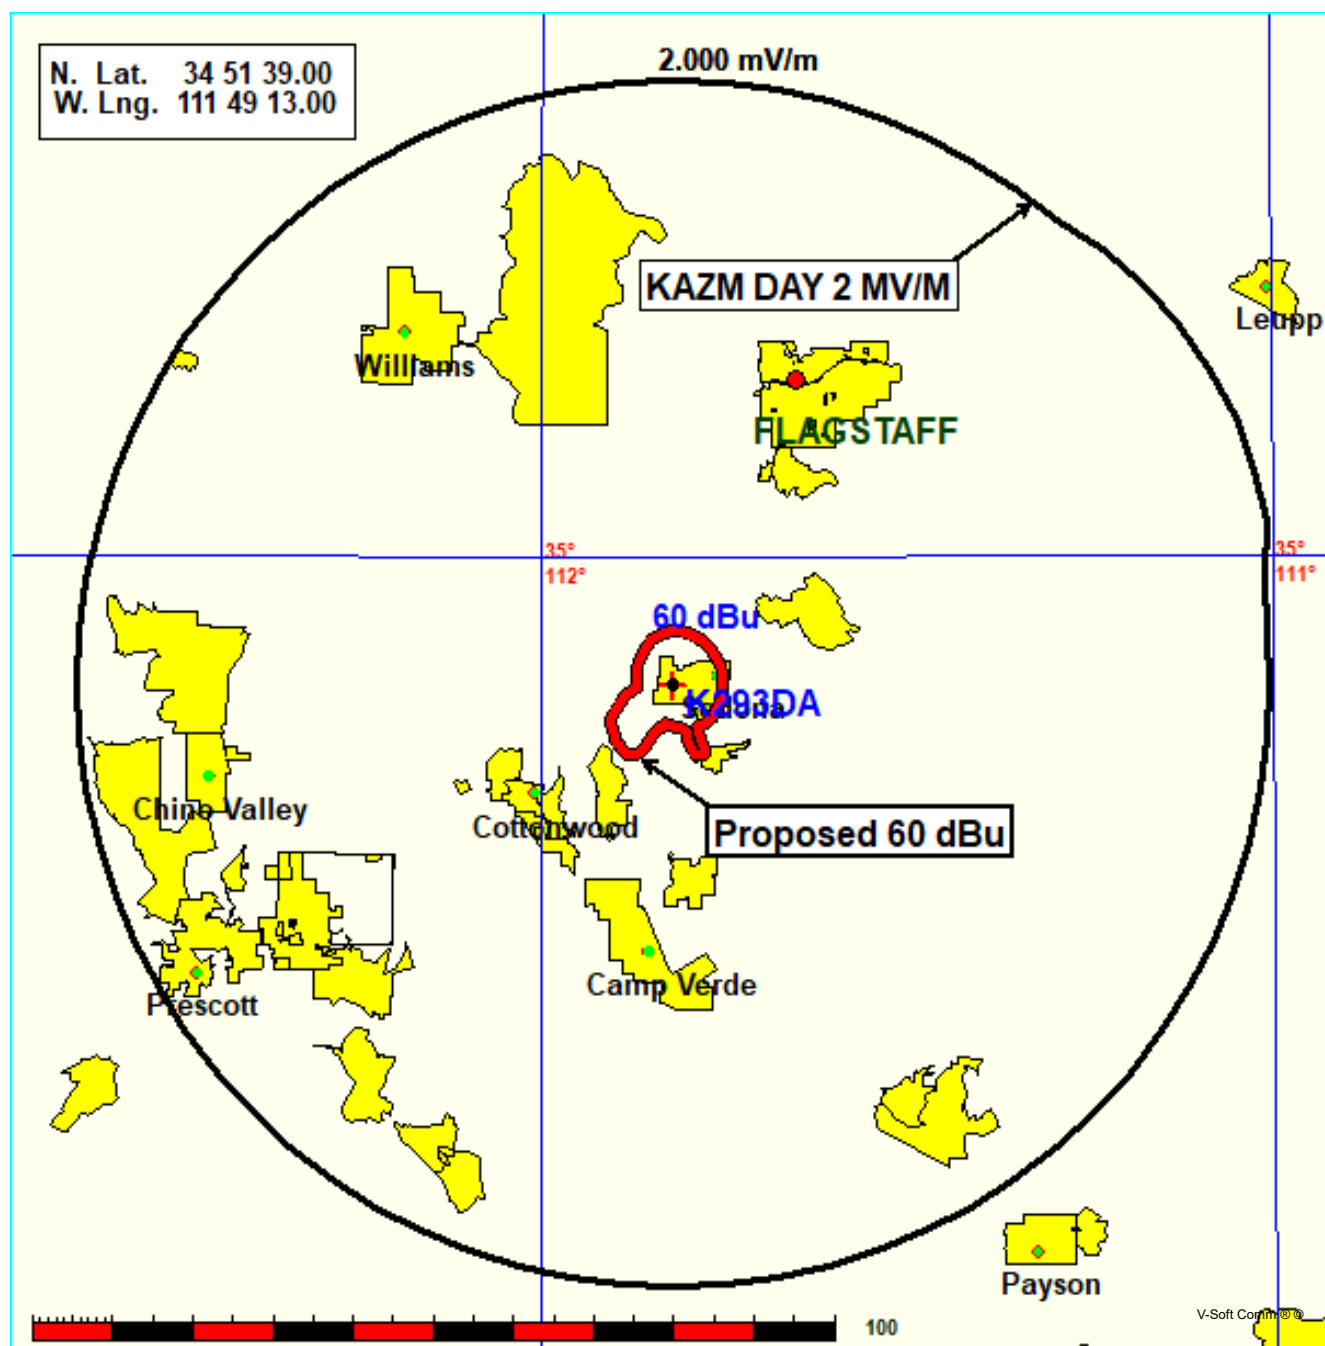 N. Lat. 34 51 39.00
W. Lng. 111 49 13.00
2.000 mV/m
KAZM DAY 2 MV/M
Leupp
Williams
FLAGSTAFF
35°
112°
35°
111°
60 dBu
K293DA
Sedona
Chino Valley
Cottonwood
Proposed 60 dBu
Camp Verde
Prescott
Payson
V-Soft Comm® ©
100